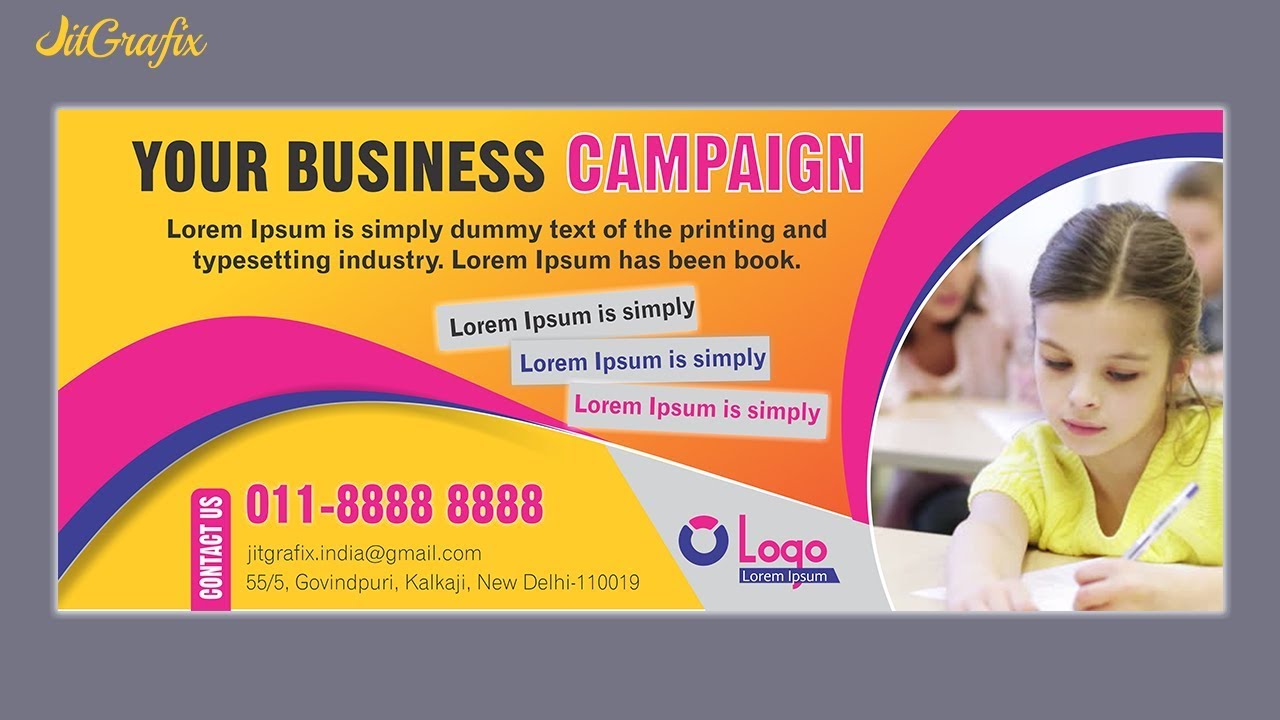 JitGrafix
YOUR BUSINESS CAMPAIGN
Lorem Ipsum is simply dummy text of the printing and
typesetting industry. Lorem Ipsum has been book.
Lorem Ipsum is simply
Lorem Ipsum is simply
Lorem Ipsum is simply
CONTACT US
011-8888 8888
jitgrafix.india@gmail.com
55/5, Govindpuri, Kalkaji, New Delhi-110019
Logo
Lorem Ipsum